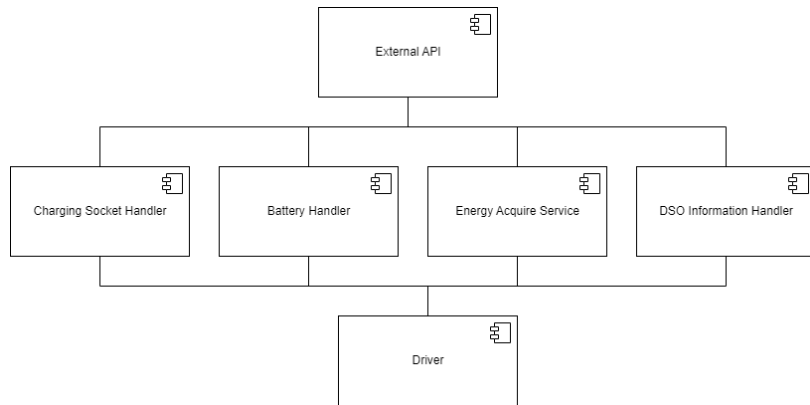 External API
Charging Socket Handler
Battery Handler
Energy Acquire Service
DSO Information Handler
Driver